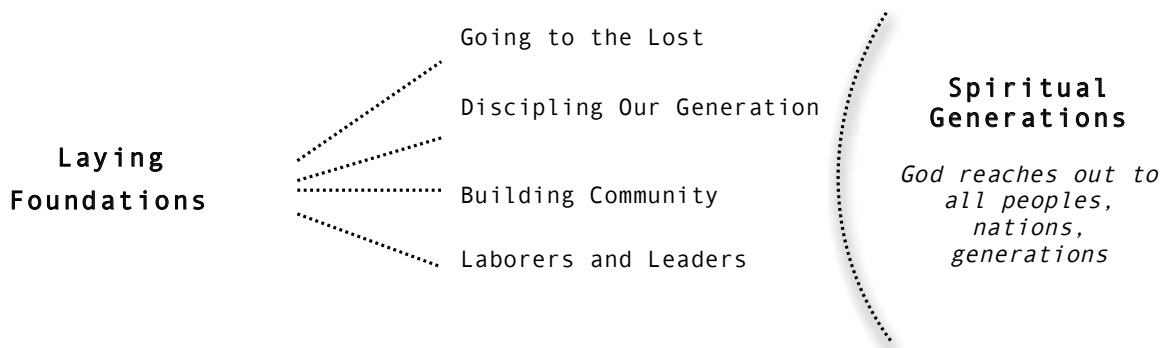 Laying
Foundations
Going to the Lost
Discipling Our Generation
Building Community
Laborers and Leaders
Spiritual
Generations
God reaches out to
all peoples,
nations,
generations